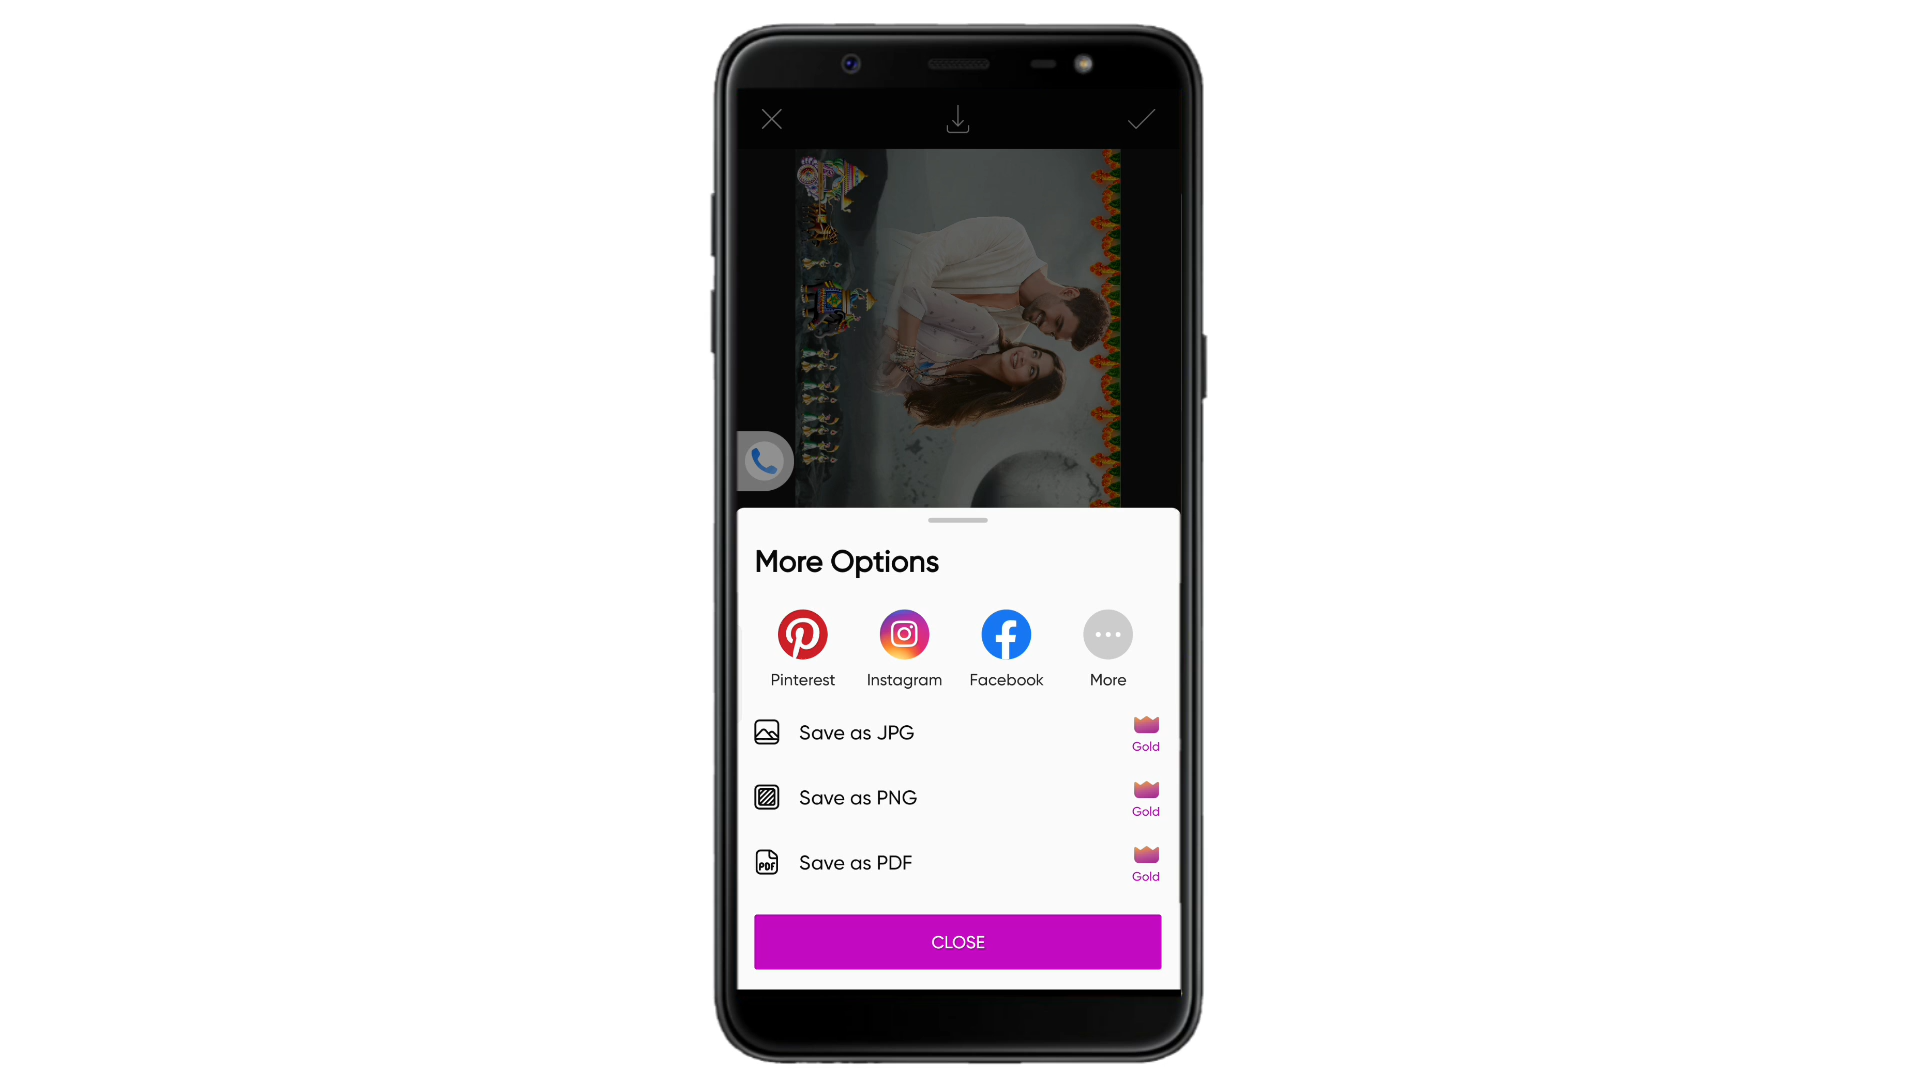 More Options
Pinterest Instagram Facebook More
Save as JPG
Gold
Save as PNG
Gold
PDF
Save as PDF
Gold
CLOSE